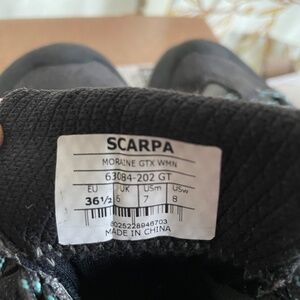 SCARPA
MORAINE GTX WMN
63084-202 GT
EU UK USm USw
36½ 5 7 8
8025228946703
MADE IN CHINA